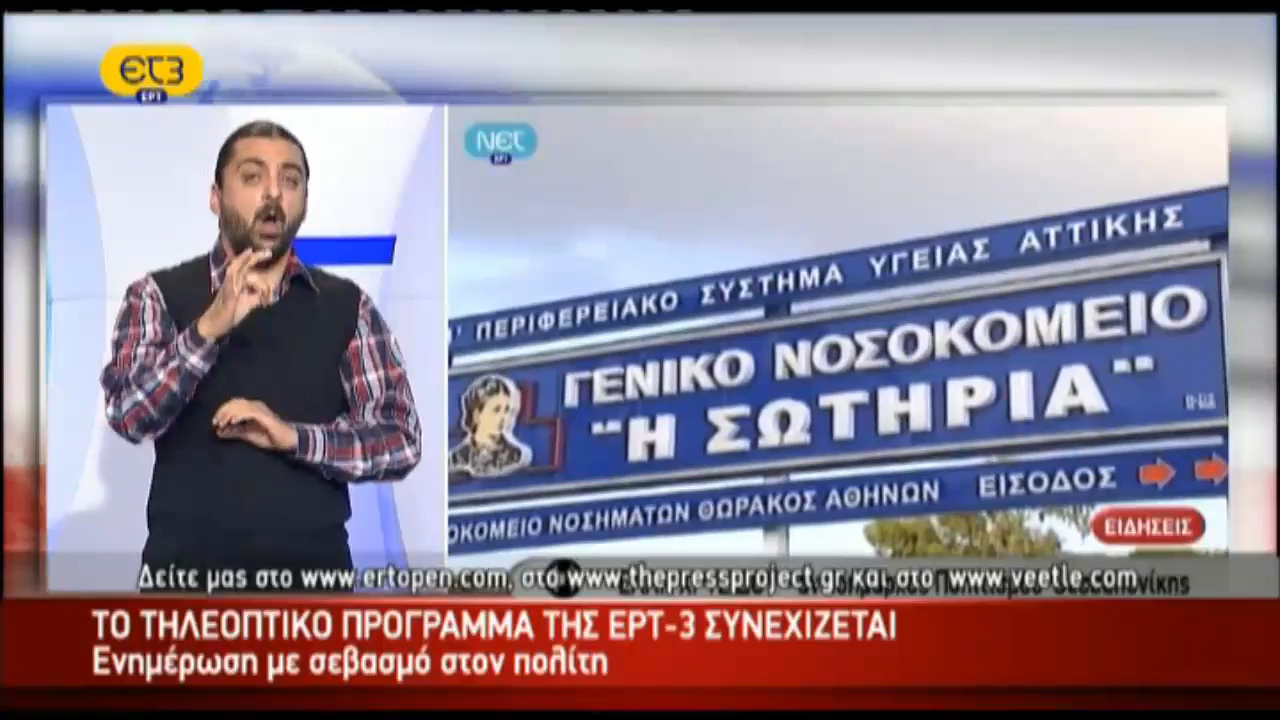 ετ3
ΕΡΤ
ΝΕτ
ΕΡΤ
' ΠΕΡΙΦΕΡΕΙΑΚΟ ΣΥΣΤΗΜΑ ΥΓΕΙΑΣ ΑΤΤΙΚΗΣ
ΓΕΝΙΚΟ ΝΟΣΟΚΟΜΕΙΟ
"Η ΣΩΤΗΡΙΑ"
ΟΚΟΜΕΙΟ ΝΟΣΗΜΑΤΩΝ ΘΩΡΑΚΟΣ ΑΘΗΝΩΝ ΕΙΣΟΔΟΣ
ΕΙΔΗΣΕΙΣ
Δείτε μας στο www.ertopen.com, στο www.thepressproject.gr και στο www.veetle.com
ΤΟ ΤΗΛΕΟΠΤΙΚΟ ΠΡΟΓΡΑΜΜΑ ΤΗΣ ΕΡΤ-3 ΣΥΝΕΧΙΖΕΤΑΙ
Ενημέρωση με σεβασμό στον πολίτη